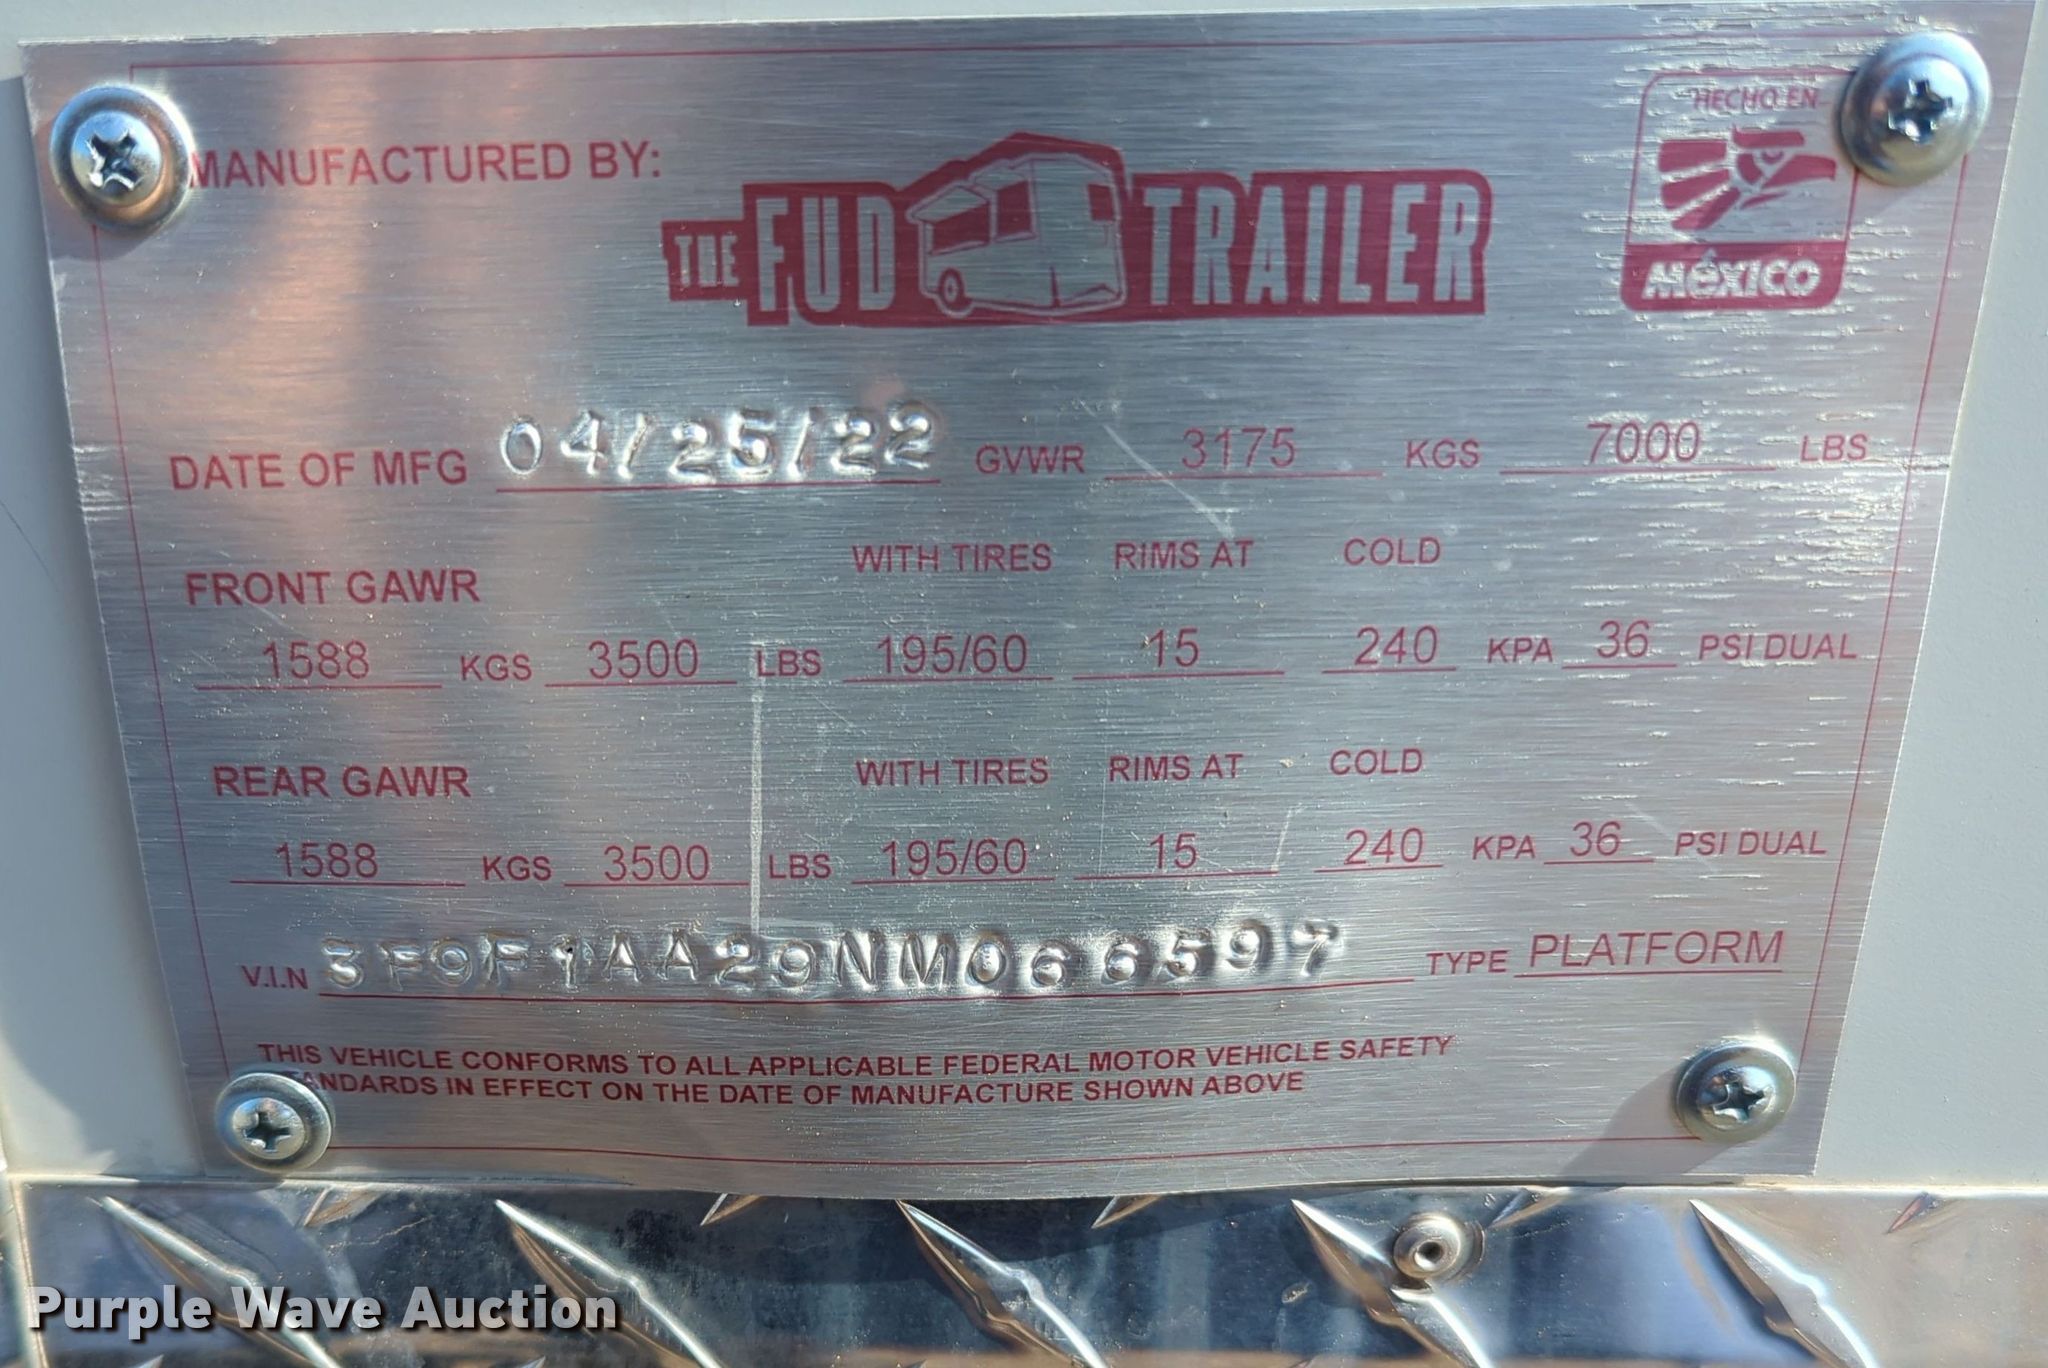 HECHO EN
MANUFACTURED BY:
THE FUD TRAILER
MÉXICO
DATE OF MFG 04/25/22 GVWR 3175 KGS 7000 LBS
WITH TIRES RIMS AT COLD
FRONT GAWR
1588 KGS 3500 LBS 195/60 15 240 KPA 36 PSI DUAL
WITH TIRES RIMS AT COLD
REAR GAWR
1588 KGS 3500 LBS 195/60 15 240 KPA 36 PSI DUAL
V.I.N 3F9F1AA29NM066597 TYPE PLATFORM
THIS VEHICLE CONFORMS TO ALL APPLICABLE FEDERAL MOTOR VEHICLE SAFETY
TANDARDS IN EFFECT ON THE DATE OF MANUFACTURE SHOWN ABOVE
Purple Wave Auction